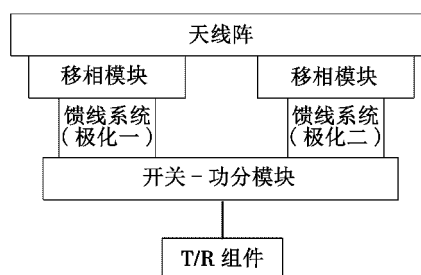 天线阵
移相模块 移相模块
馈线系统 馈线系统
(极化一) (极化二)
开关-功分模块
T/R 组件